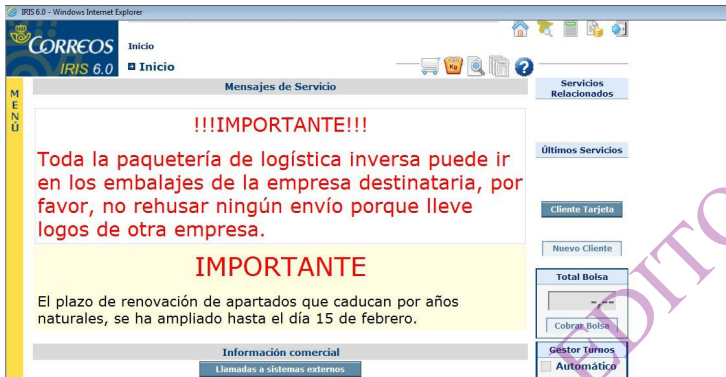 IRIS 6.0 - Windows Internet Explorer
CORREOS
IRIS 6.0
Inicio
Inicio
Kg
?
MENÚ
Mensajes de Servicio
!!!IMPORTANTE!!!
Toda la paquetería de logística inversa puede ir
en los embalajes de la empresa destinataria, por
favor, no rehusar ningún envío porque lleve
logos de otra empresa.
IMPORTANTE
El plazo de renovación de apartados que caducan por años
naturales, se ha ampliado hasta el día 15 de febrero.
Información comercial
Llamadas a sistemas externos
Servicios
Relacionados
Últimos Servicios
Cliente Tarjeta
Nuevo Cliente
Total Bolsa
-,--
Cobrar Bolsa
Gestor Turnos
Automático
EDITO